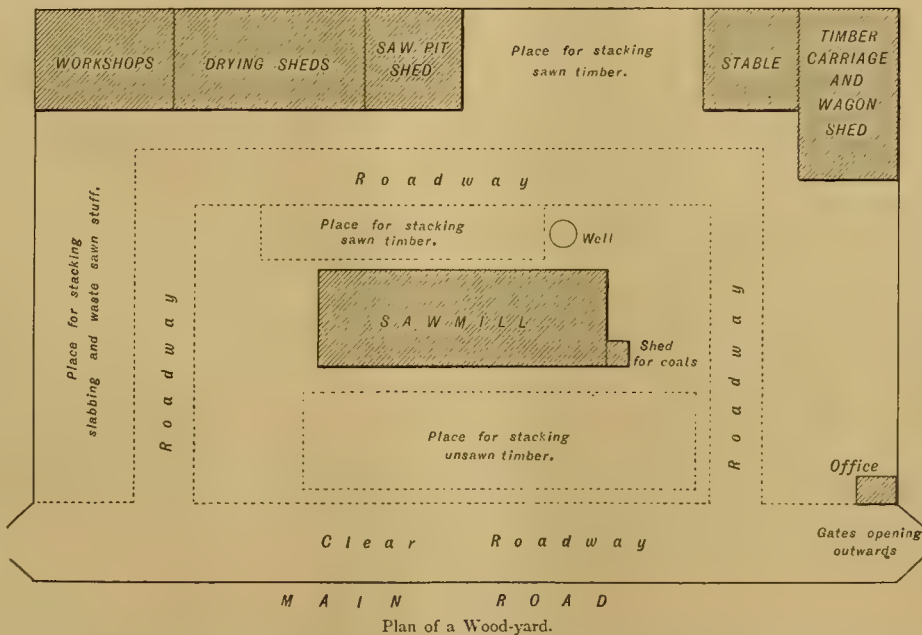 WORKSHOPS
DRYING SHEDS
SAW PIT
SHED
Place for stacking
sawn timber.
STABLE
TIMBER
CARRIAGE
AND
WAGON
SHED
Roadway
Place for stacking
slabbing and waste sawn stuff.
Roadway
Place for stacking
sawn timber.
Well
SAWMILL
Shed
for coals
Roadway
Place for stacking
unsawn timber.
Office
Clear Roadway
Gates opening
outwards
MAIN ROAD
Plan of a Wood-yard.